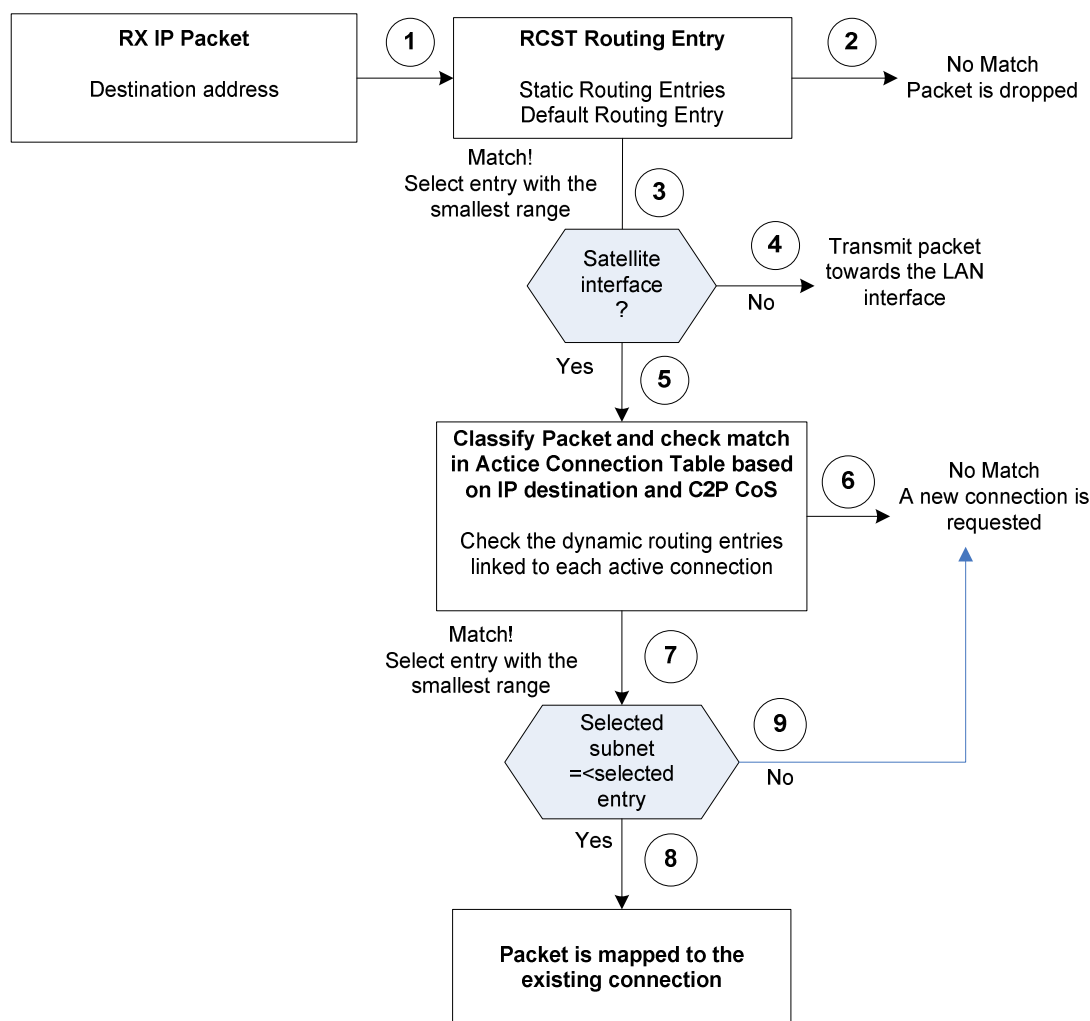 RX IP Packet
Destination address
1
RCST Routing Entry
Static Routing Entries
Default Routing Entry
2
No Match
Packet is dropped
Match!
Select entry with the
smallest range
3
Satellite
interface
?
4
No
Transmit packet
towards the LAN
interface
Yes
5
Classify Packet and check match
in Actice Connection Table based
on IP destination and C2P CoS
Check the dynamic routing entries
linked to each active connection
6
No Match
A new connection is
requested
Match!
Select entry with the
smallest range
7
Selected
subnet
=<selected
entry
9
No
Yes
8
Packet is mapped to the
existing connection